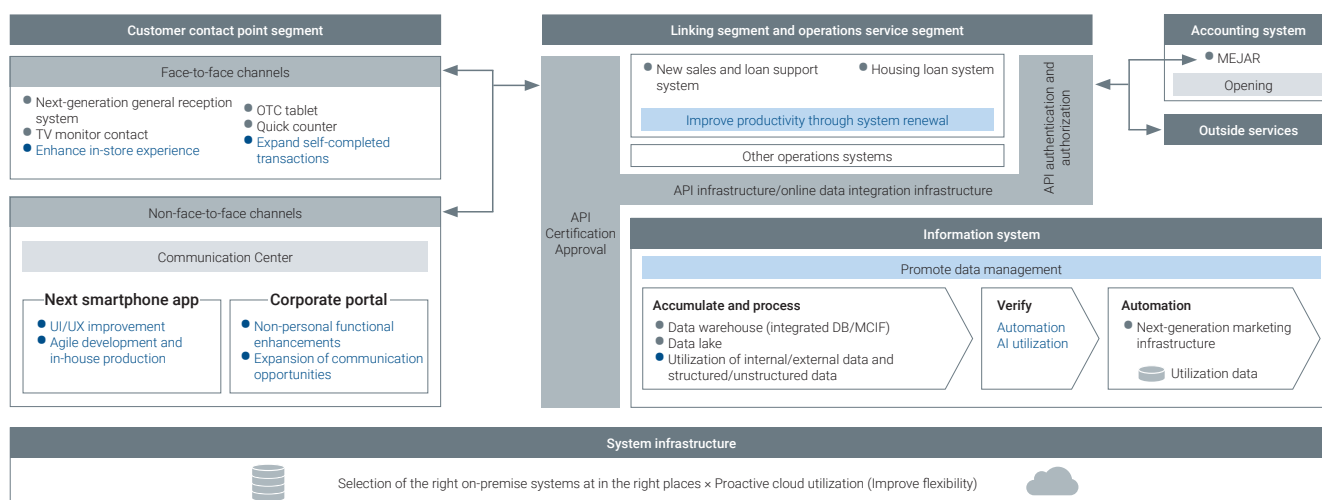 Customer contact point segment
Face-to-face channels
Next-generation general reception
system
TV monitor contact
Enhance in-store experience
OTC tablet
Quick counter
Expand self-completed
transactions
Non-face-to-face channels
Communication Center
Next smartphone app
UI/UX improvement
Agile development and
in-house production
Corporate portal
Non-personal functional
enhancements
Expansion of communication
opportunities
Linking segment and operations service segment
New sales and loan support
system
Housing loan system
Improve productivity through system renewal
Other operations systems
API authentication and
authorization
API infrastructure/online data integration infrastructure
API
Certification
Approval
Accounting system
MEJAR
Opening
Outside services
Information system
Promote data management
Accumulate and process
Data warehouse (integrated DB/MCIF)
Data lake
Utilization of internal/external data and
structured/unstructured data
Verify
Automation
AI utilization
Automation
Next-generation marketing
infrastructure
Utilization data
System infrastructure
Selection of the right on-premise systems at in the right places × Proactive cloud utilization (Improve flexibility)